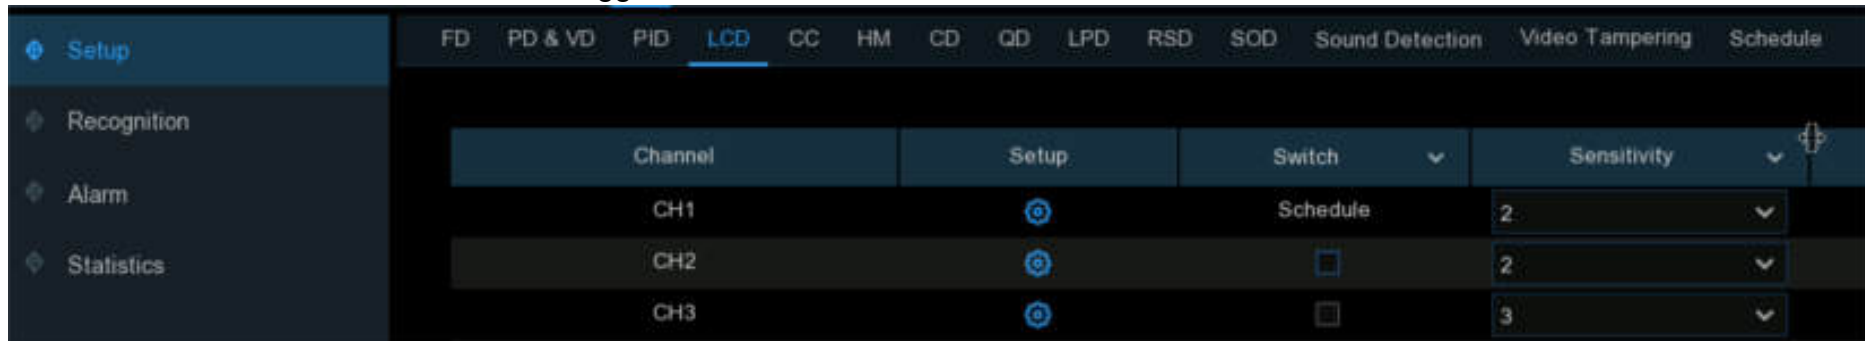 gg
Setup FD PD & VD PID LCD CC HM CD QD LPD RSD SOD Sound Detection Video Tampering Schedule
Recognition
Channel Setup Switch Sensitivity
Alarm
CH1 Schedule 2
Statistics
CH2 2
CH3 3